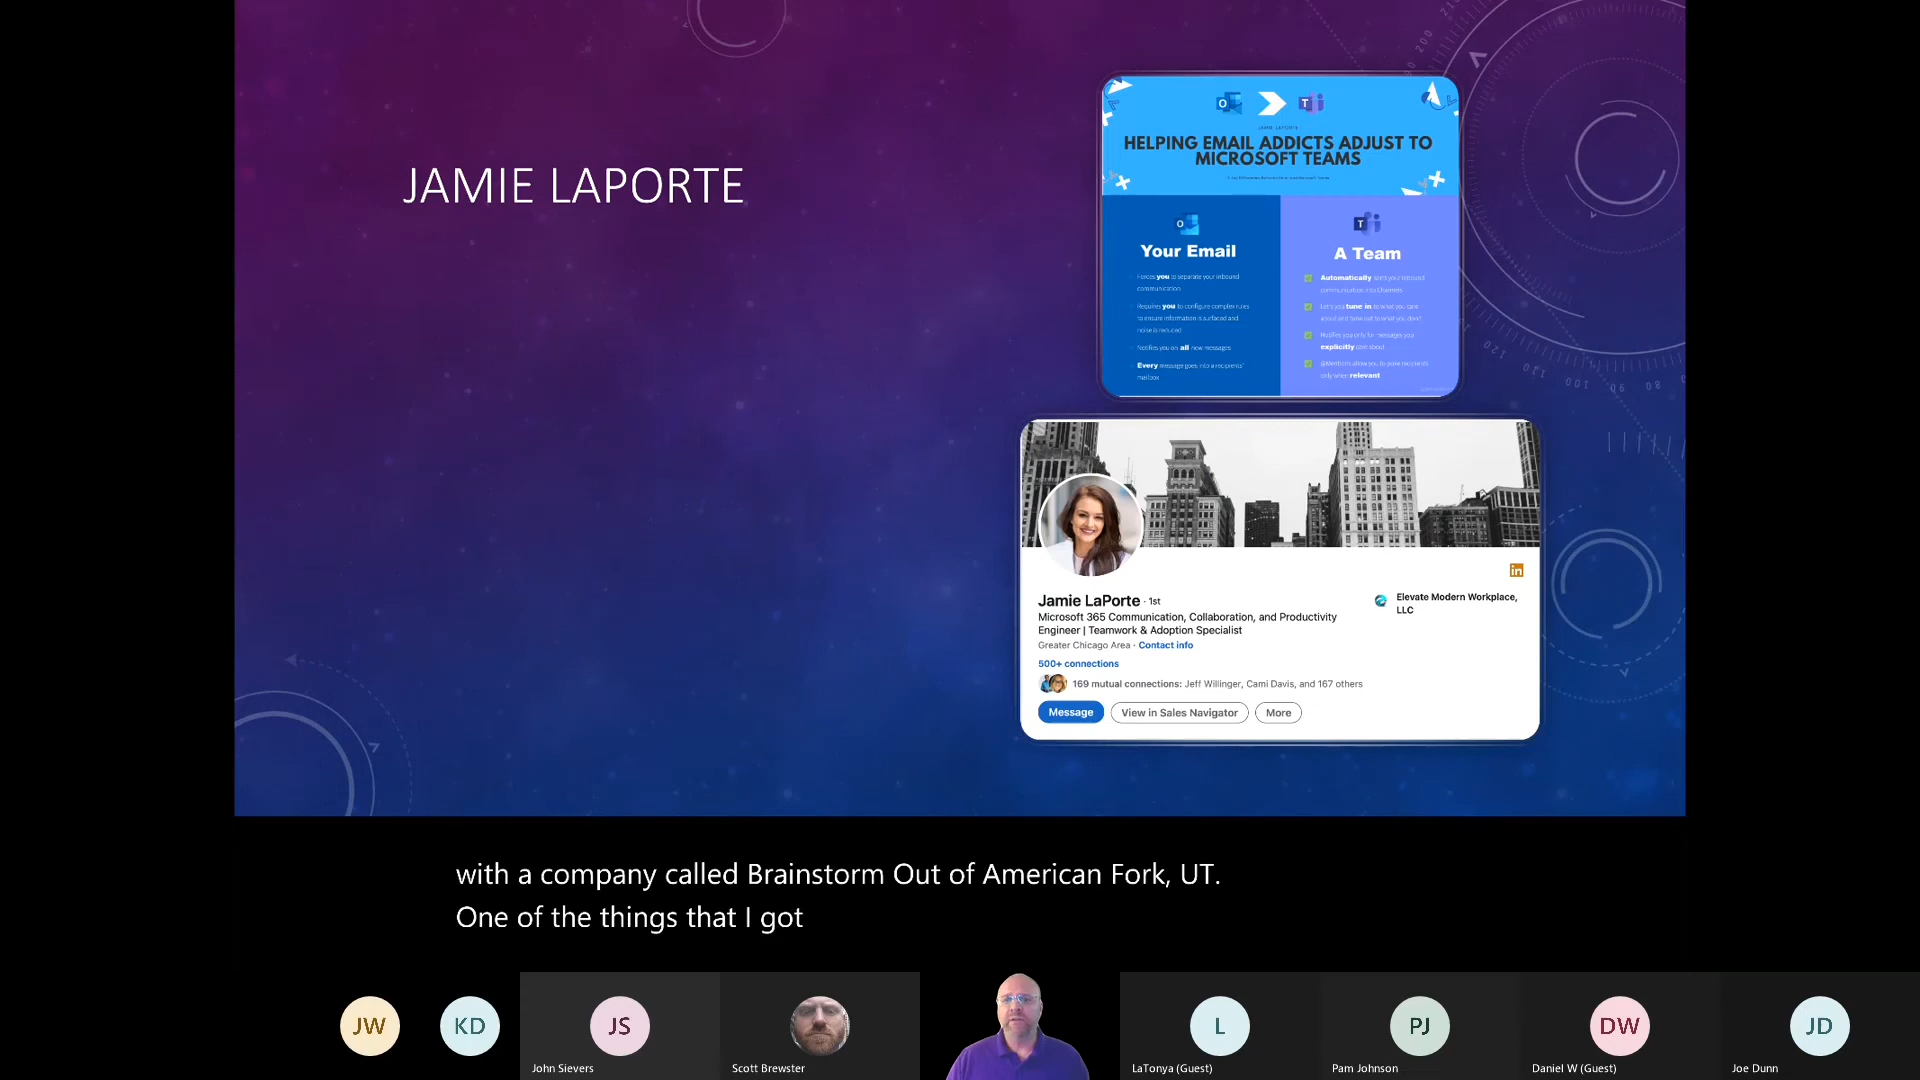 JAMIE LAPORTE
JAMIE LAPORTE
HELPING EMAIL ADDICTS ADJUST TO
MICROSOFT TEAMS
Your Email
Forces you to separate your inbound
communication
Requires you to configure complex rules
to ensure information is surfaced and
noise is reduced
Notifies you on all new messages
Every message goes into a recipients'
mailbox
A Team
Automatically sorts your inbound
communication into Channels
Let's you tune in to what you care
about and tune out to what you don't
Notifies you only for messages you
explicitly care about
@Mentions allow you to poke recipients
only when relevant
in
Jamie LaPorte · 1st
Microsoft 365 Communication, Collaboration, and Productivity
Engineer | Teamwork & Adoption Specialist
Greater Chicago Area · Contact info
500+ connections
169 mutual connections: Jeff Willinger, Cami Davis, and 167 others
Message
View in Sales Navigator
More
Elevate Modern Workplace,
LLC
with a company called Brainstorm Out of American Fork, UT.
One of the things that I got
JW
KD
JS
L
PJ
DW
JD
John Sievers
Scott Brewster
LaTonya (Guest)
Pam Johnson
Daniel W (Guest)
Joe Dunn